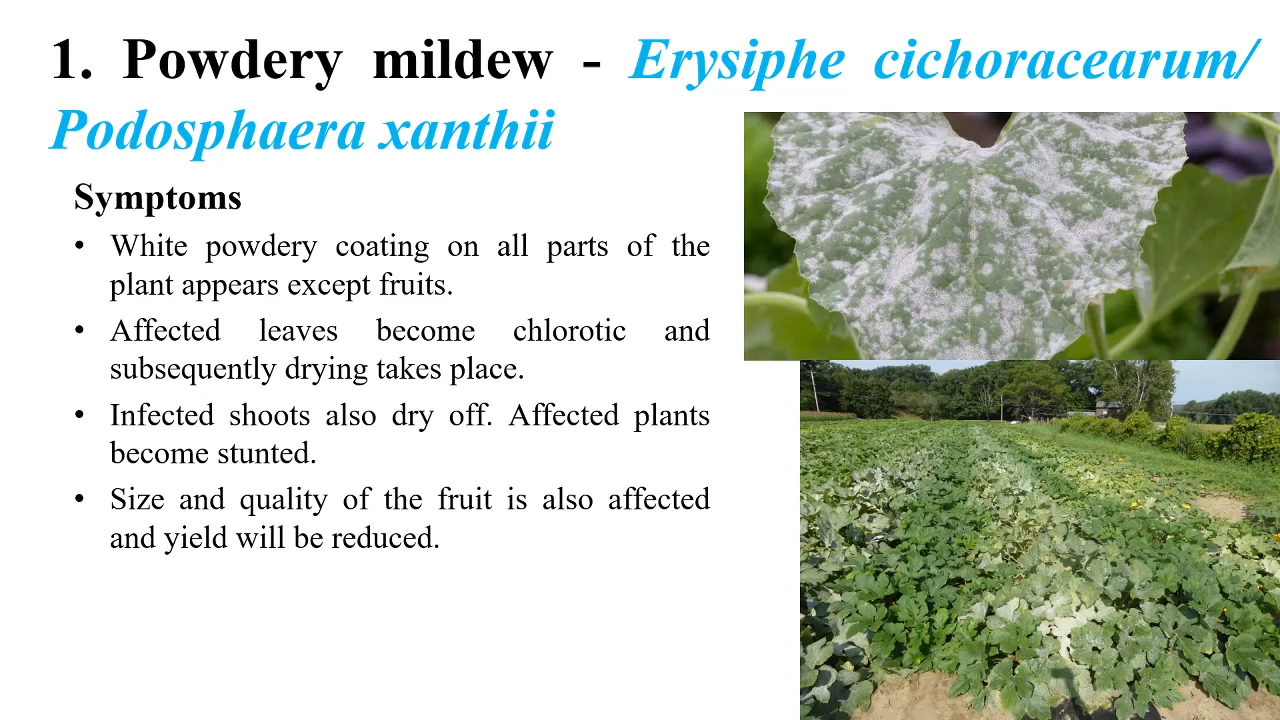 1. Powdery mildew - Erysiphe cichoracearum/
Podosphaera xanthii
Symptoms
• White powdery coating on all parts of the
plant appears except fruits.
• Affected leaves become chlorotic and
subsequently drying takes place.
• Infected shoots also dry off. Affected plants
become stunted.
• Size and quality of the fruit is also affected
and yield will be reduced.